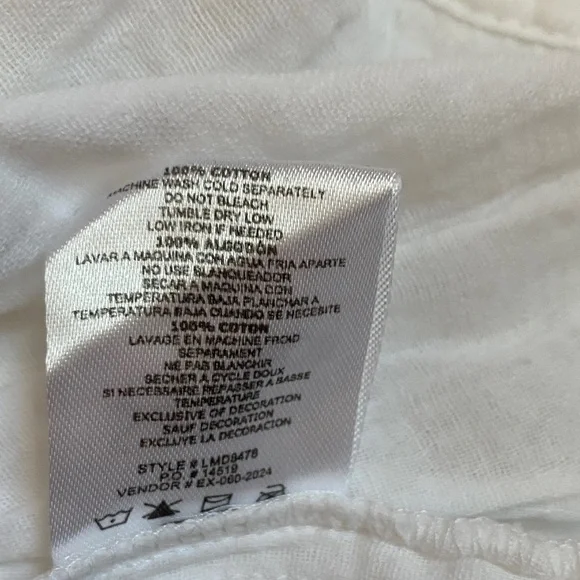 100% COTTON
MACHINE WASH COLD SEPARATELY
DO NOT BLEACH
TUMBLE DRY LOW
LOW IRON IF NEEDED
100% ALGODÓN
LAVAR A MAQUINA CON AGUA FRIA APARTE
NO USE BLANQUEADOR
SECAR A MAQUINA CON
TEMPERATURA BAJA PLANCHAR A
TEMPERATURA BAJA CUANDO SE NECESITE
100% COTON
LAVAGE EN MACHINE FROID
SEPARAMENT
NE PAS BLANCHIR
SECHER A CYCLE DOUX
SI NECESSAIRE REPASSER A BASSE
TEMPERATURE
EXCLUSIVE OF DECORATION
SAUF DECORATION
EXCLUYE LA DECORACION
STYLE # LMD9476
P.O. # 14519
VENDOR # EX-060-2024